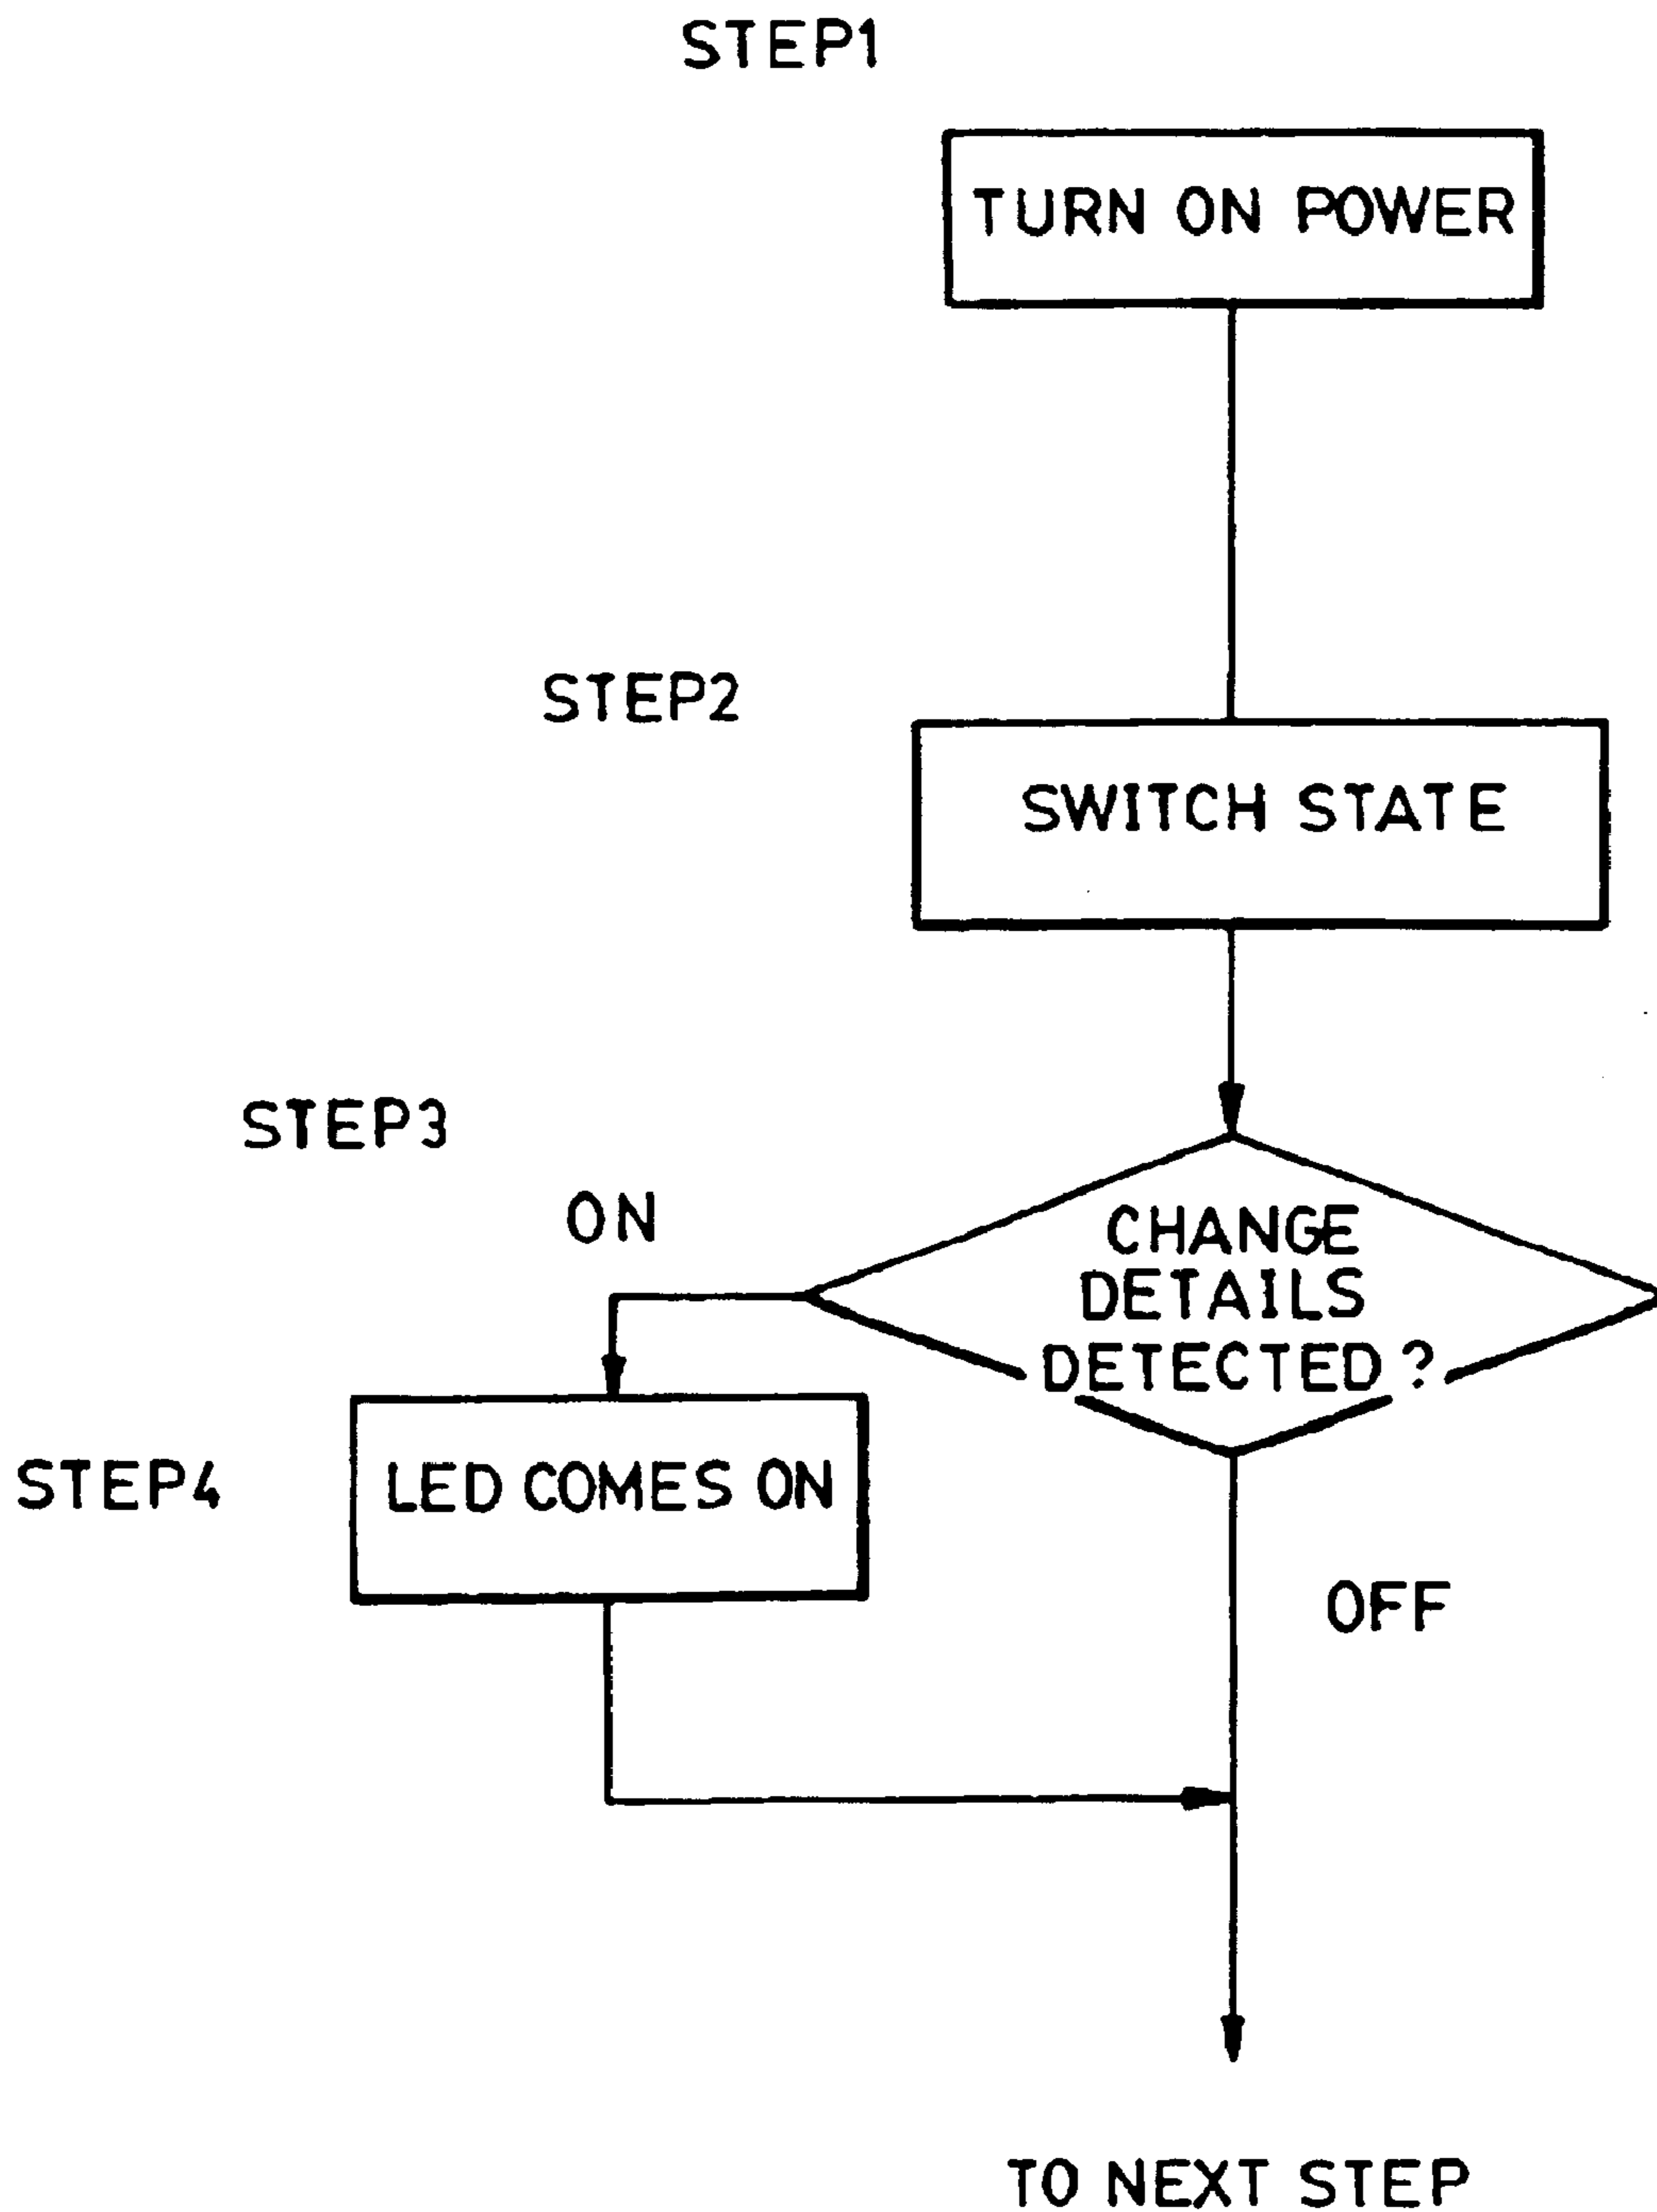 STEP1
TURN ON POWER
STEP2
SWITCH STATE
STEP3
ON
CHANGE
DETAILS
DETECTED ?
STEP4
LED COMES ON
OFF
TO NEXT STEP